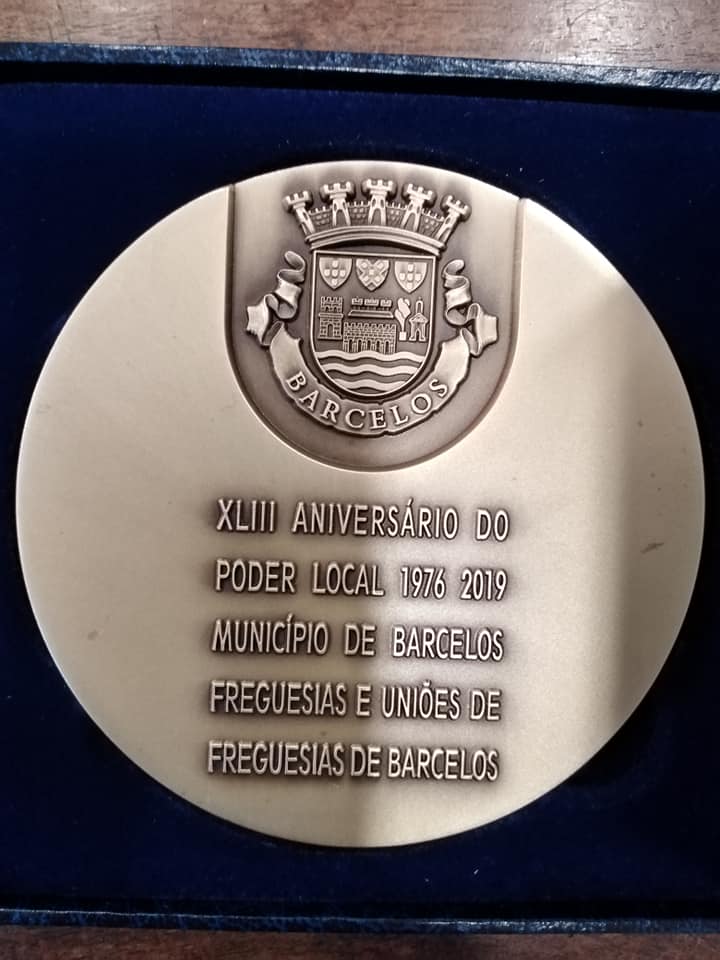 BARCELOS
XLIII ANIVERSÁRIO DO
PODER LOCAL 1976 2019
MUNICÍPIO DE BARCELOS
FREGUESIAS E UNIÕES DE
FREGUESIAS DE BARCELOS